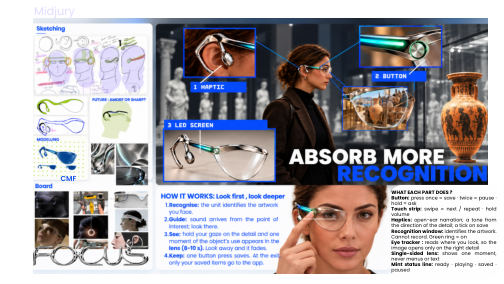 Midjury
Sketching
FUTURE - SMOOT OR SHARP?
MODELLING
CMF
Board
FOCUS
1 HAPTIC
2 BUTTON
3 LED SCREEN
ABSORB MORE
RECOGNITION
HOW IT WORKS: Look first , look deeper
1.Recognise: the unit identifies the artwork
you face.
2.Guide: sound arrives from the point of
interest; look there.
3.See: hold your gaze on the detail and one
moment of the object's use appears in the
lens (8-10 s). Look away and it fades.
4.Keep: one button press saves. At the exit
only your saved items go to the app.
WHAT EACH PART DOES ?
Button: press once = save · twice = pause ·
hold = ask
Touch strip: swipe = next / repeat · hold
volume
Haptics: open-ear narration; a tone from
the direction of the detail, a tick on save
Recognition window: identifies the artwork.
Cannot record. Green ring = on
Eye tracker : reads where you look, so the
image opens only on the right detail
Single-sided lens: shows one moment,
never menus or text
Mint status line: ready · playing · saved ·
paused